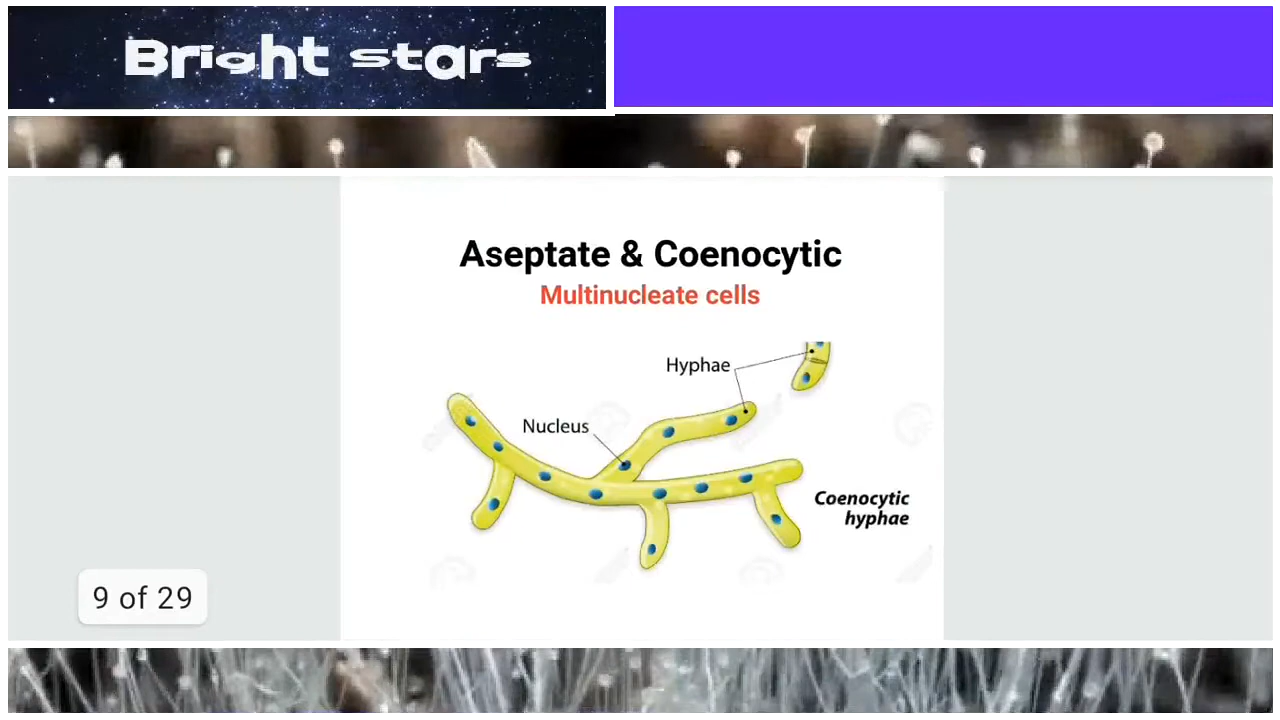 Bright stars
Aseptate & Coenocytic
Multinucleate cells
Hyphae
Nucleus
Coenocytic
hyphae
9 of 29